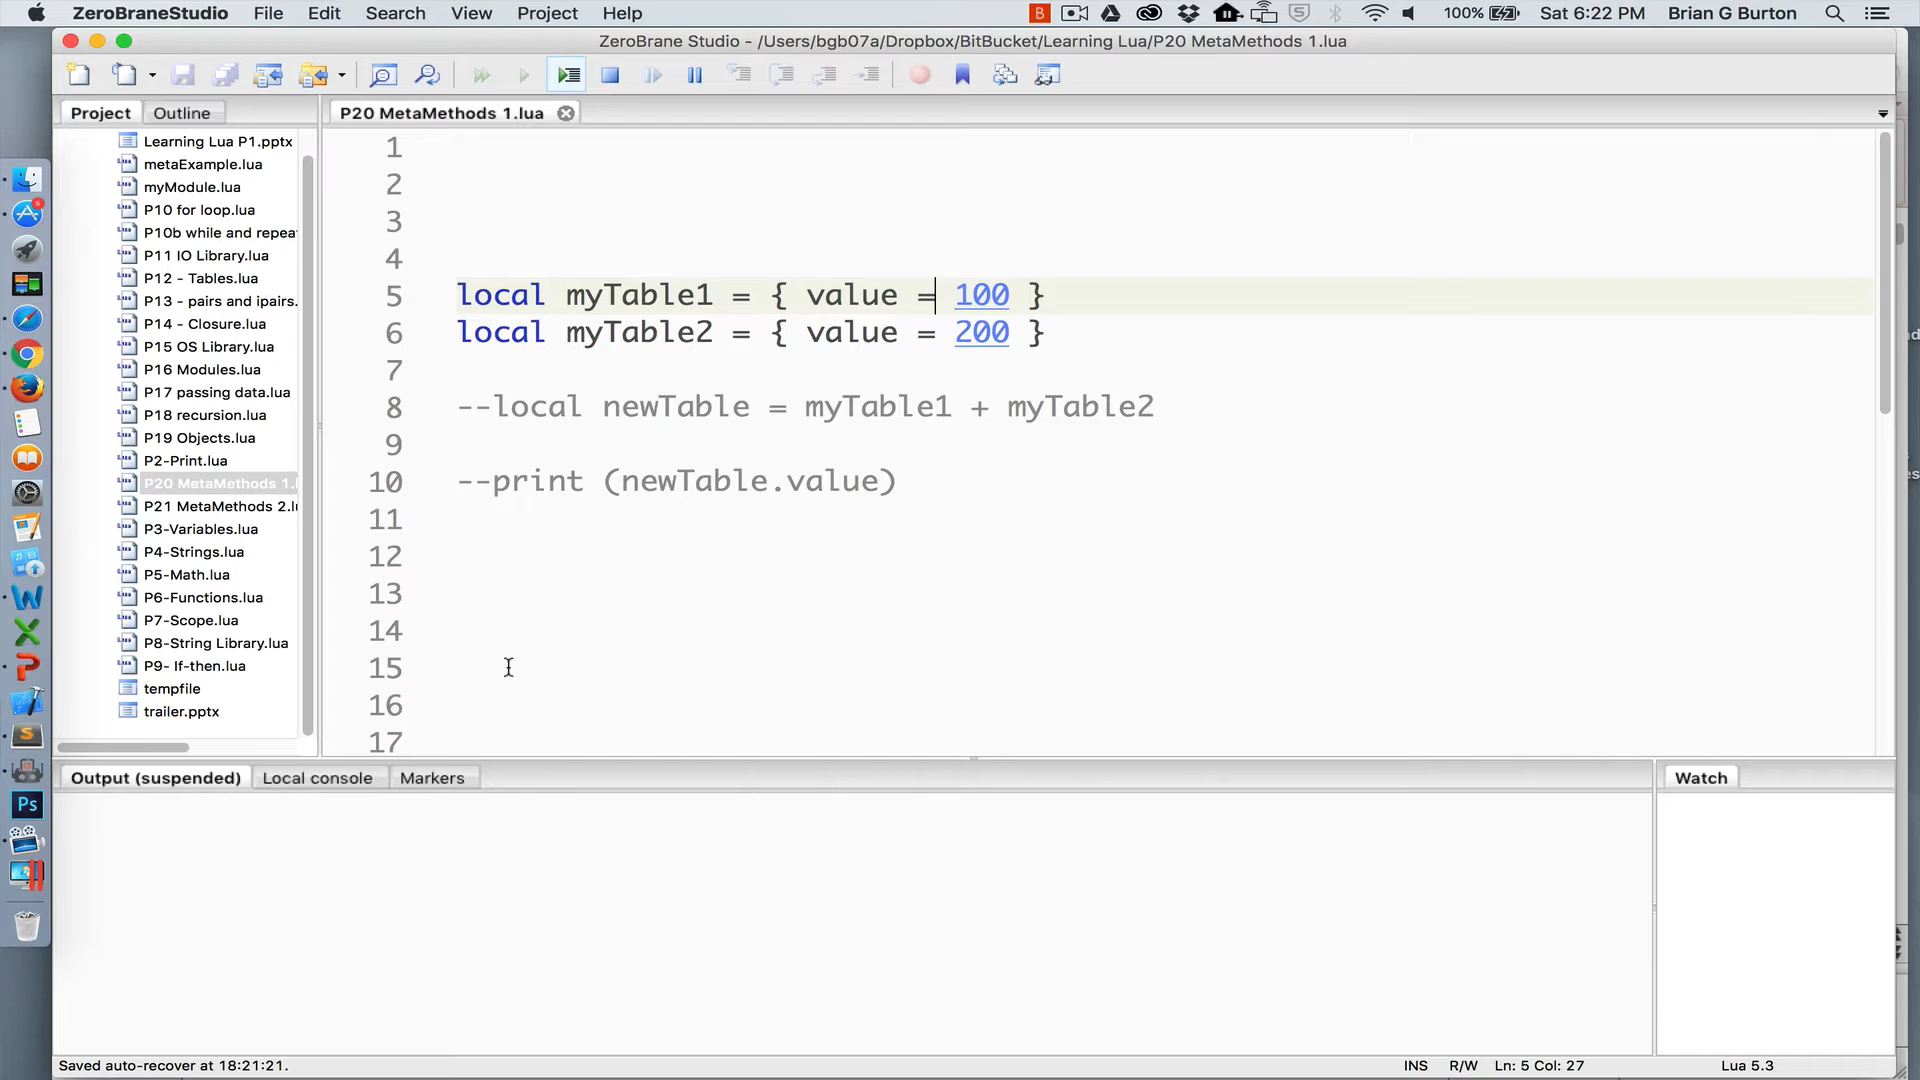 ZeroBraneStudio File Edit Search View Project Help B 100% Sat 6:22 PM Brian G Burton
ZeroBrane Studio - /Users/bgb07a/Dropbox/BitBucket/Learning Lua/P20 MetaMethods 1.lua
Project Outline
P20 MetaMethods 1.lua
Learning Lua P1.pptx
metaExample.lua
myModule.lua
P10 for loop.lua
P10b while and repea
P11 IO Library.lua
P12 - Tables.lua
P13 - pairs and ipairs.
P14 - Closure.lua
P15 OS Library.lua
P16 Modules.lua
P17 passing data.lua
P18 recursion.lua
P19 Objects.lua
P2-Print.lua
P20 MetaMethods 1.l
P21 MetaMethods 2.lu
P3-Variables.lua
P4-Strings.lua
P5-Math.lua
P6-Functions.lua
P7-Scope.lua
P8-String Library.lua
P9- If-then.lua
tempfile
trailer.pptx
1
2
3
4
5 local myTable1 = { value = 100 }
6 local myTable2 = { value = 200 }
7
8 --local newTable = myTable1 + myTable2
9
10 --print (newTable.value)
11
12
13
14
15
16
17
Output (suspended) Local console Markers
Watch
Saved auto-recover at 18:21:21. INS R/W Ln: 5 Col: 27 Lua 5.3
Ps